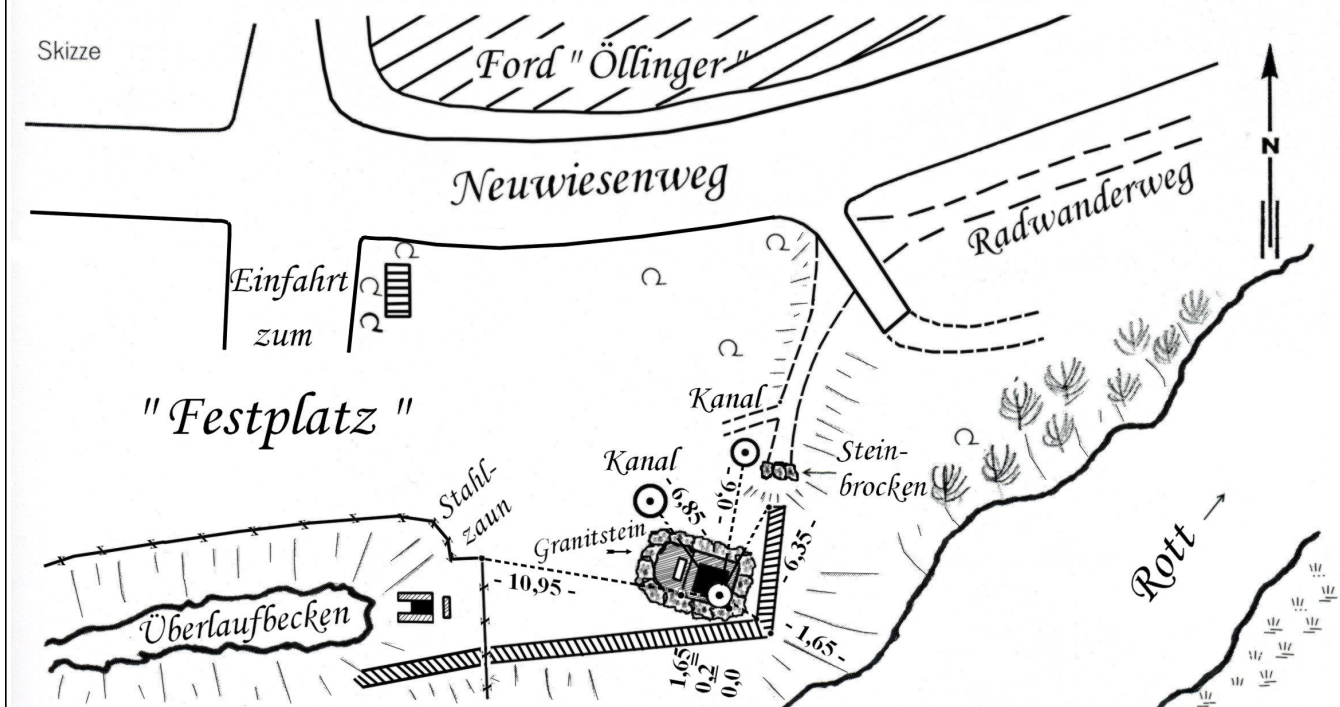 Skizze
Ford "Öllinger"
Neuwiesenweg
N
Radwanderweg
Einfahrt
zum
"Festplatz"
Kanal
Kanal
Stein-
brocken
Stahl-
zaun
Granitstein
- 6,85 -
- 9,0 -
- 6,35 -
- 10,95 -
- 1,65 -
1,65
0,2
0,0
Überlaufbecken
Rott